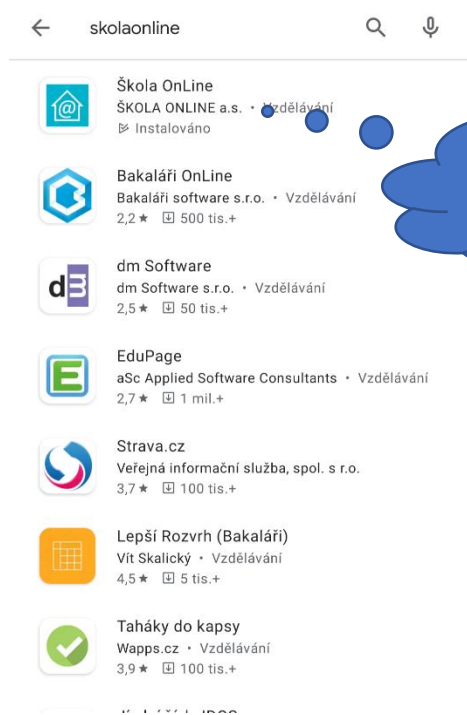 skolaonline
Škola OnLine
ŠKOLA ONLINE a.s. • Vzdělávání
Instalováno
Bakaláři OnLine
Bakaláři software s.r.o. • Vzdělávání
2,2★ 500 tis.+
dm Software
dm
dm Software s.r.o. • Vzdělávání
2,5★ 50 tis.+
EduPage
aSc Applied Software Consultants • Vzdělávání
2,7★ 1 mil.+
Strava.cz
Veřejná informační služba, spol. s r.o.
3,7★ 100 tis.+
Lepší Rozvrh (Bakaláři)
Vít Skalický • Vzdělávání
4,5★ 5 tis.+
Taháky do kapsy
Wapps.cz • Vzdělávání
3,9★ 100 tis.+